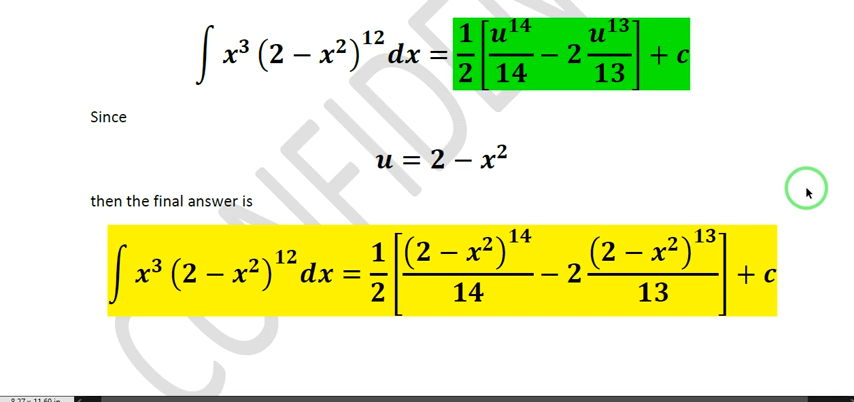 ∫ x³ (2 − x²)¹² dx = 1/2 [u¹⁴/14 − 2 u¹³/13] + c
Since
u = 2 − x²
then the final answer is
∫ x³ (2 − x²)¹² dx = 1/2 [(2 − x²)¹⁴/14 − 2 (2 − x²)¹³/13] + c